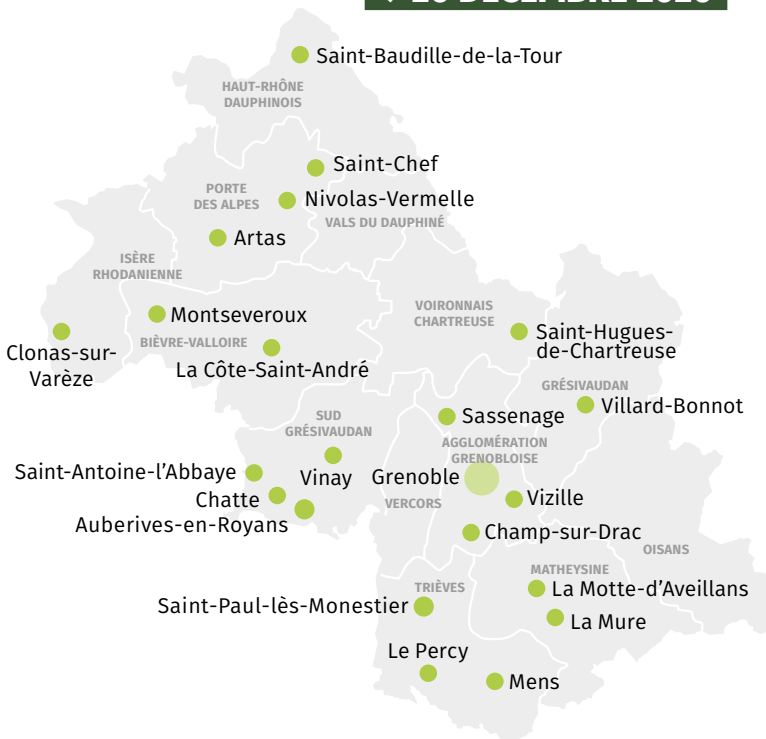 Saint-Baudille-de-la-Tour
HAUT-RHÔNE
DAUPHINOIS
Saint-Chef
PORTE
DES ALPES
Nivolas-Vermelle
VALS DU DAUPHINÉ
Artas
ISÈRE
RHODANIENNE
Montseveroux
BIÈVRE-VALLOIRE
VOIRONNAIS
CHARTREUSE
Saint-Hugues-
de-Chartreuse
Clonas-sur-
Varèze
La Côte-Saint-André
GRÉSIVAUDAN
Villard-Bonnot
SUD
GRÉSIVAUDAN
Sassenage
AGGLOMÉRATION
GRENOBLOISE
Saint-Antoine-l'Abbaye
Vinay
Grenoble
Chatte
VERCORS
Vizille
Auberives-en-Royans
Champ-sur-Drac
OISANS
MATHEYSINE
TRIÈVES
La Motte-d'Aveillans
Saint-Paul-lès-Monestier
La Mure
Le Percy
Mens